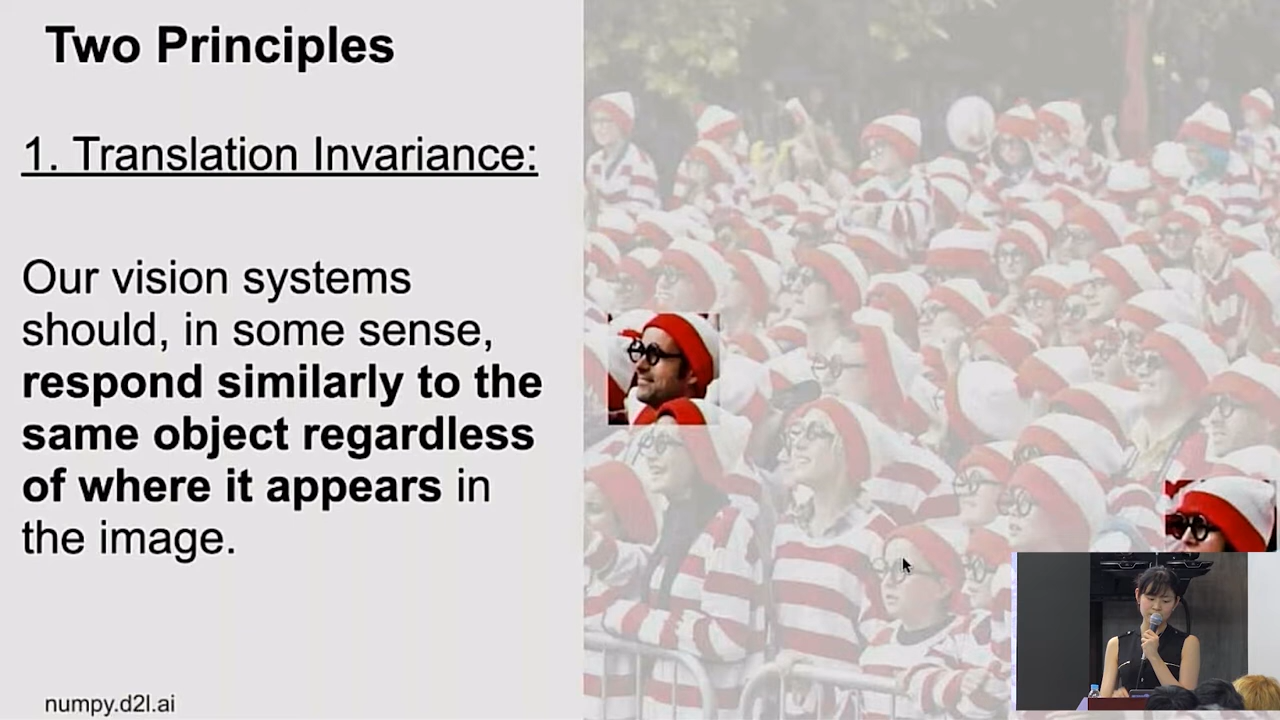 Two Principles
1. Translation Invariance:
Our vision systems
should, in some sense,
respond similarly to the
same object regardless
of where it appears in
the image.
numpy.d2l.ai